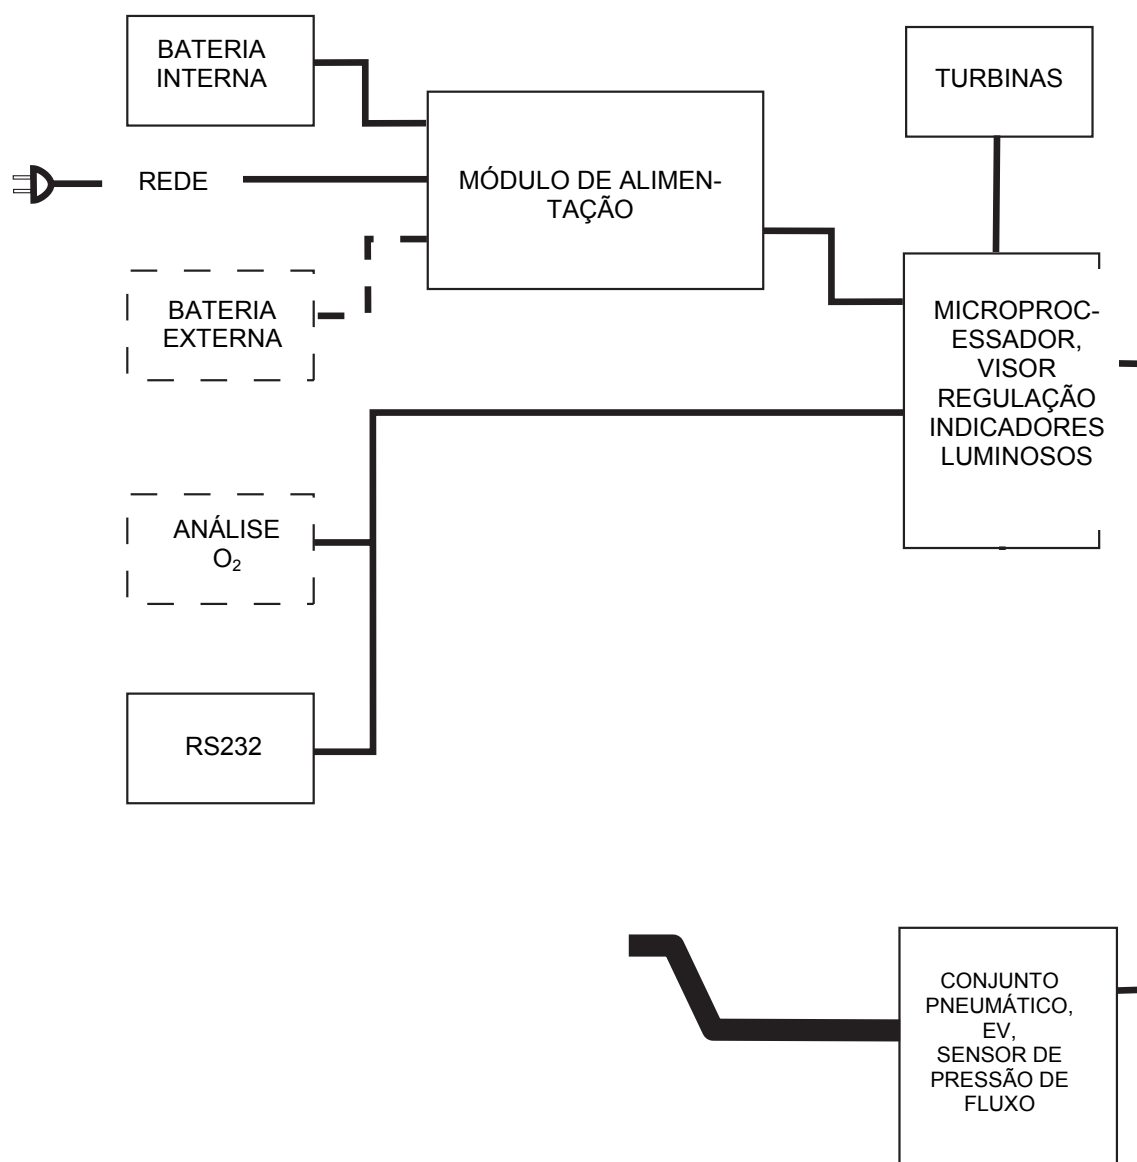 BATERIA
INTERNA
TURBINAS
REDE
MÓDULO DE ALIMEN-
TAÇÃO
BATERIA
EXTERNA
MICROPROC-
ESSADOR,
VISOR
REGULAÇÃO
INDICADORES
LUMINOSOS
ANÁLISE
O₂
RS232
CONJUNTO
PNEUMÁTICO,
EV,
SENSOR DE
PRESSÃO DE
FLUXO